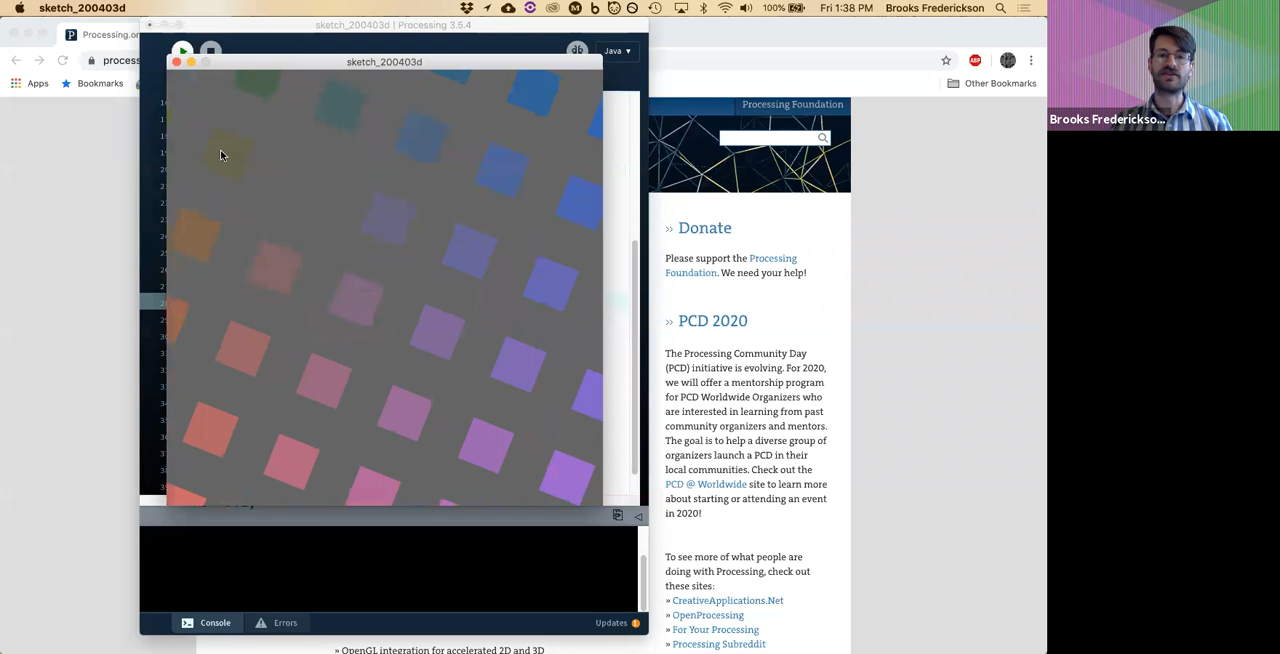 sketch_200403d
100%
Fri 1:38 PM
Brooks Frederickson
sketch_200403d | Processing 3.5.4
Processing.or
Java ▾
proces
sketch_200403d
ABP
Apps
Bookmarks
Other Bookmarks
Processing Foundation
Brooks Frederickso...
» Donate
Please support the Processing
Foundation. We need your help!
» PCD 2020
The Processing Community Day
(PCD) initiative is evolving. For 2020,
we will offer a mentorship program
for PCD Worldwide Organizers who
are interested in learning from past
community organizers and mentors.
The goal is to help a diverse group of
organizers launch a PCD in their
local communities. Check out the
PCD @ Worldwide site to learn more
about starting or attending an event
in 2020!
To see more of what people are
doing with Processing, check out
these sites:
» CreativeApplications.Net
» OpenProcessing
» For Your Processing
» Processing Subreddit
Console
Errors
Updates 1
» OpenGL integration for accelerated 2D and 3D